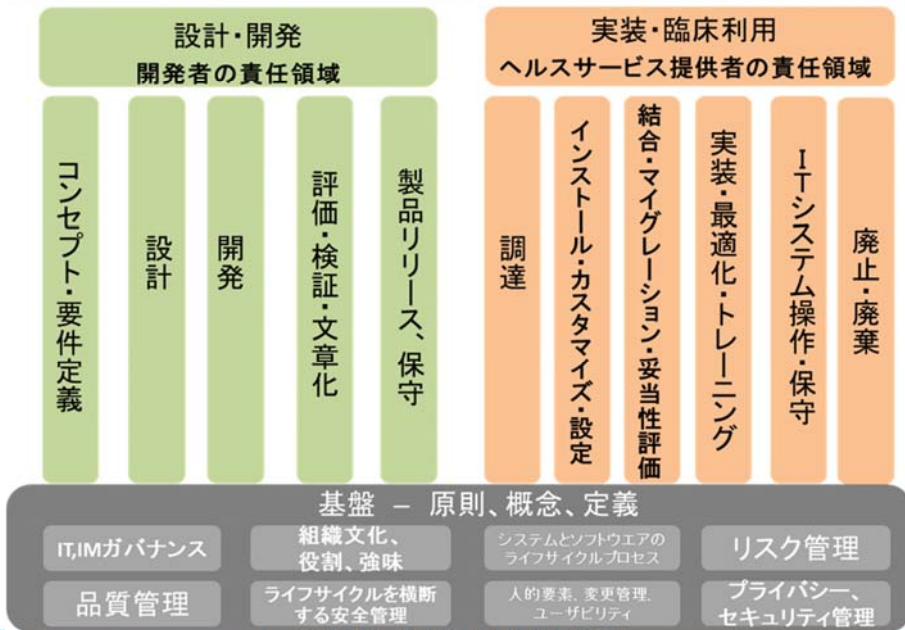 設計・開発
開発者の責任領域
実装・臨床利用
ヘルスサービス提供者の責任領域
コンセプト・要件定義
設計
開発
評価・検証・文章化
製品リリース、保守
調達
インストール・カスタマイズ・設定
結合・マイグレーション・妥当性評価
実装・最適化・トレーニング
ITシステム操作・保守
廃止・廃棄
基盤 – 原則、概念、定義
IT,IMガバナンス
組織文化、
役割、強味
システムとソフトウエアの
ライフサイクルプロセス
リスク管理
品質管理
ライフサイクルを横断
する安全管理
人的要素、変更管理、
ユーザビリティ
プライバシー、
セキュリティ管理